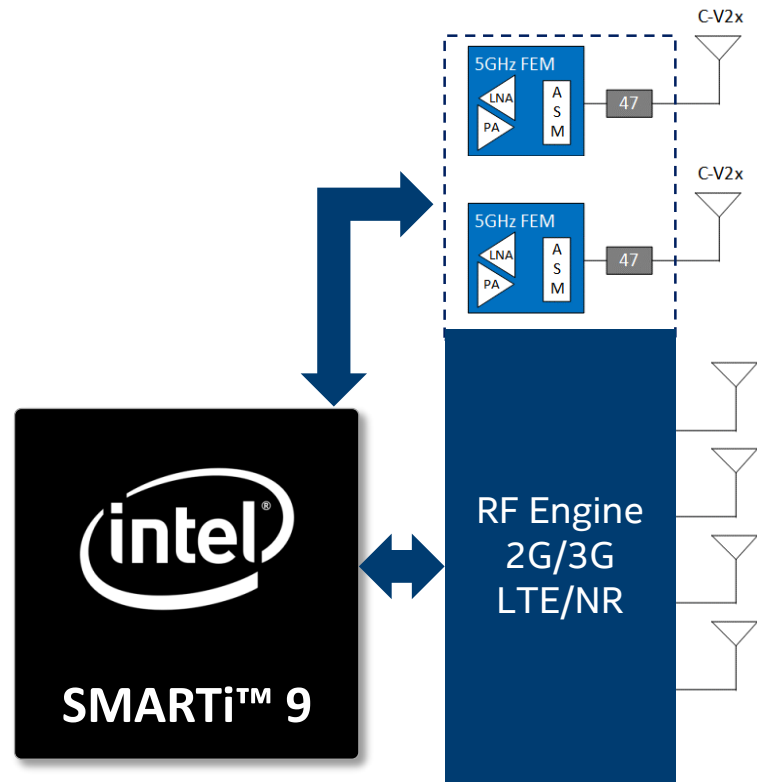 C-V2x
5GHz FEM
LNA
PA
A
S
M
47
C-V2x
5GHz FEM
LNA
PA
A
S
M
47
RF Engine
2G/3G
LTE/NR
intel®
SMARTi™ 9